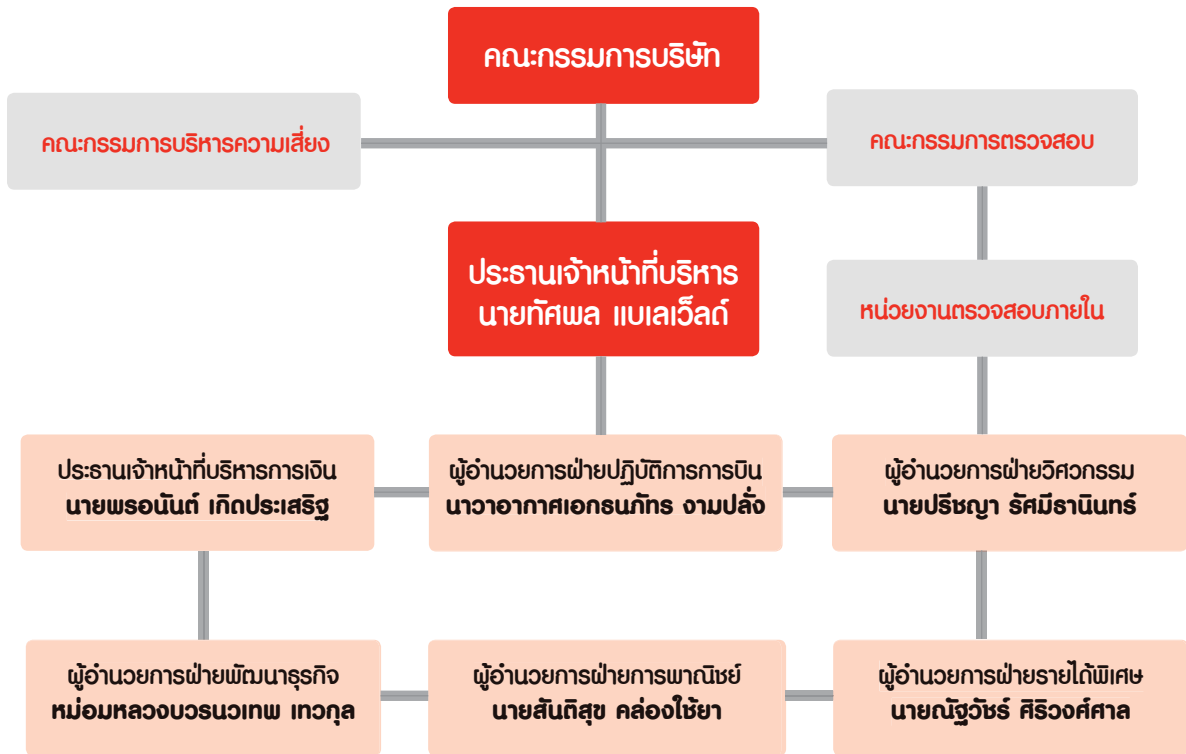 คณะกรรมการบริษัท
คณะกรรมการบริหารความเสี่ยง
คณะกรรมการตรวจสอบ
ประธานเจ้าหน้าที่บริหาร
นายทัศพล แบเลเว็ลด์
หน่วยงานตรวจสอบภายใน
ประธานเจ้าหน้าที่บริหารการเงิน
นายพรอนันต์ เกิดประเสริฐ
ผู้อำนวยการฝ่ายปฏิบัติการการบิน
นาวาอากาศเอกธนภัทร งามปลั่ง
ผู้อำนวยการฝ่ายวิศวกรรม
นายปรีชญา รัศมีธานินทร์
ผู้อำนวยการฝ่ายพัฒนาธุรกิจ
หม่อมหลวงบวรนวเทพ เทวกุล
ผู้อำนวยการฝ่ายการพาณิชย์
นายสันติสุข คล่องใช้ยา
ผู้อำนวยการฝ่ายรายได้พิเศษ
นายณัฐวัชร์ ศิริวงศ์ศาล